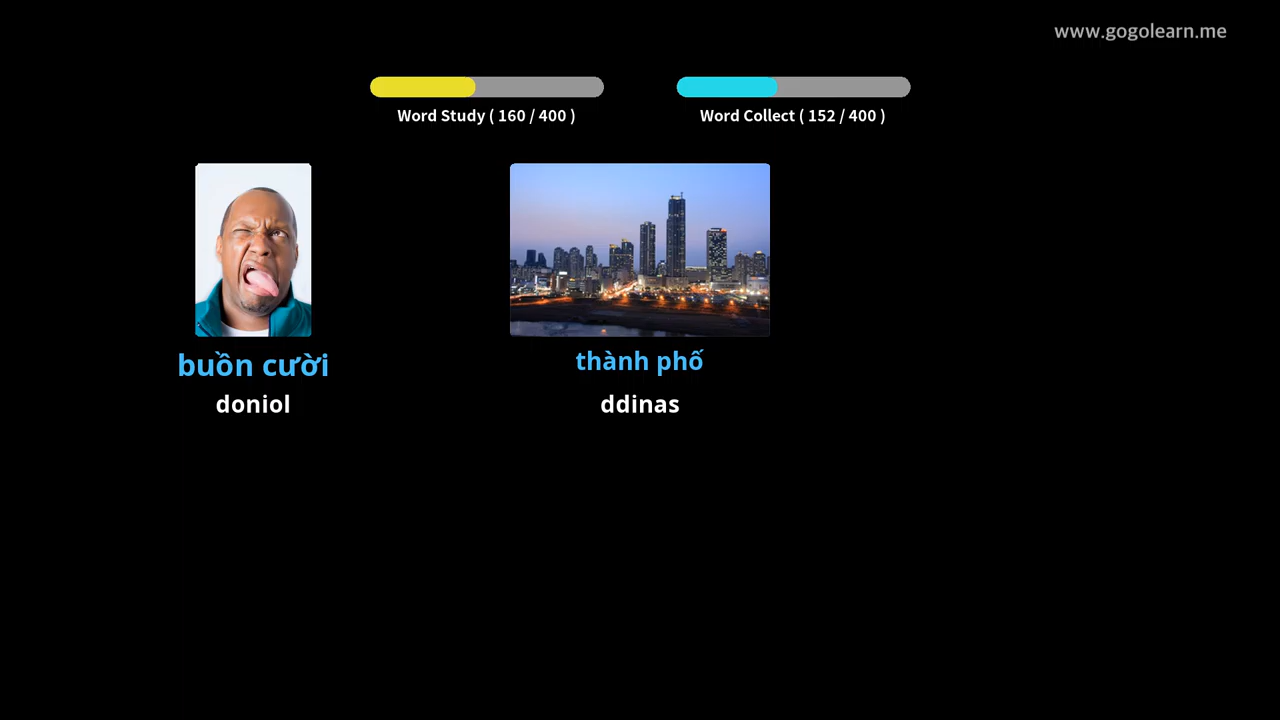 www.gogolearn.me
Word Study ( 160 / 400 )
Word Collect ( 152 / 400 )
buồn cười
thành phố
doniol
ddinas